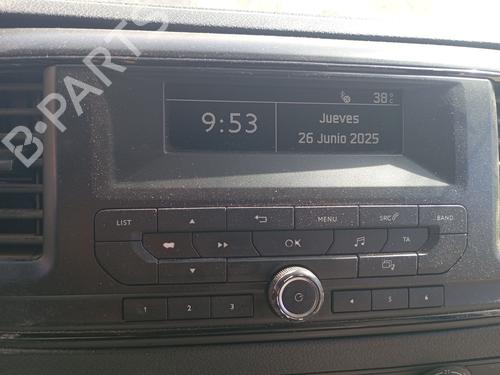 B-PARTS
38°C
9:53
Jueves
26 Junio 2025
LIST
MENU
SRC
BAND
OK
TA
1 2 3 4 5 6